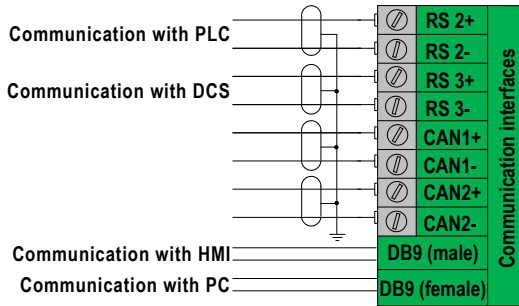 Communication with PLC
RS 2+
RS 2-
Communication with DCS
RS 3+
RS 3-
CAN1+
CAN1-
CAN2+
CAN2-
Communication with HMI
DB9 (male)
Communication with PC
DB9 (female)
Communication interfaces